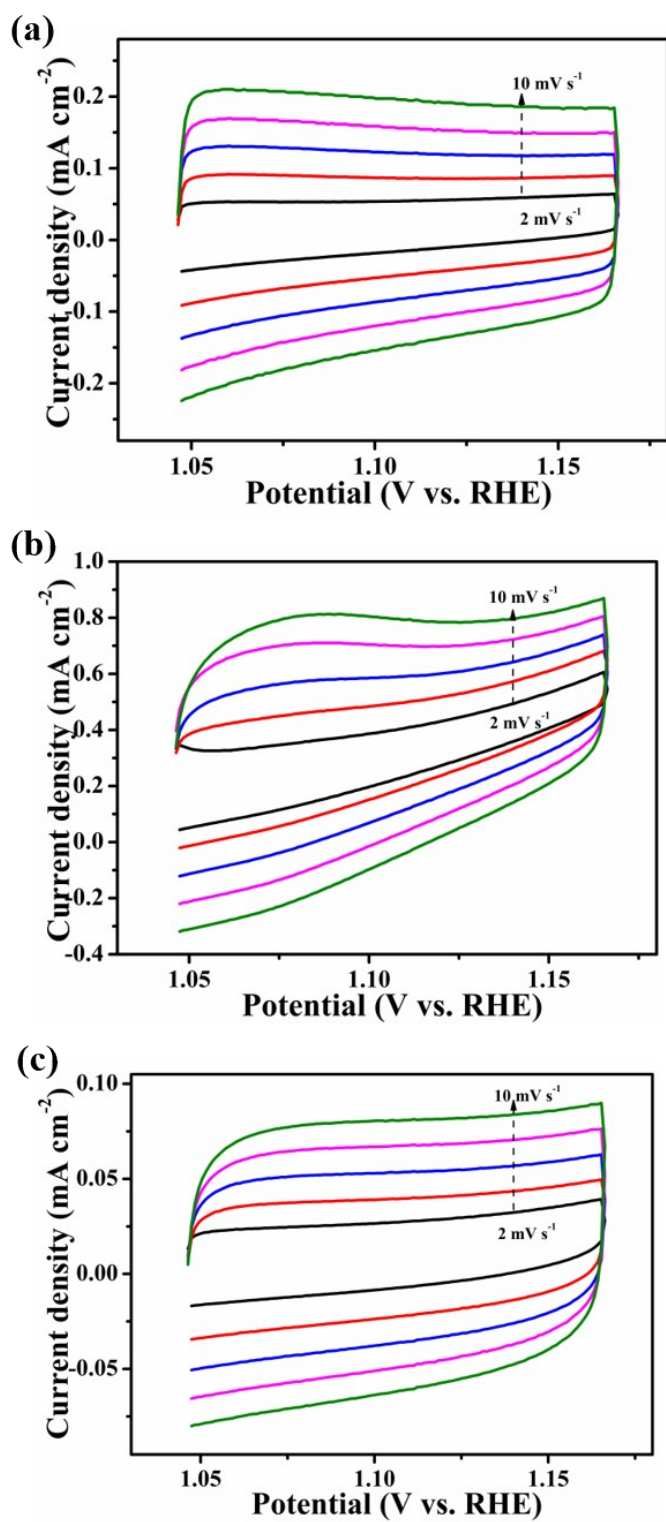 (a)
Current density (mA cm⁻²)
0.2
0.1
0.0
-0.1
-0.2
10 mV s⁻¹
2 mV s⁻¹
1.05 1.10 1.15
Potential (V vs. RHE)
(b)
Current density (mA cm⁻²)
1.0
0.8
0.6
0.4
0.2
0.0
-0.2
-0.4
10 mV s⁻¹
2 mV s⁻¹
1.05 1.10 1.15
Potential (V vs. RHE)
(c)
Current density (mA cm⁻²)
0.10
0.05
0.00
-0.05
10 mV s⁻¹
2 mV s⁻¹
1.05 1.10 1.15
Potential (V vs. RHE)